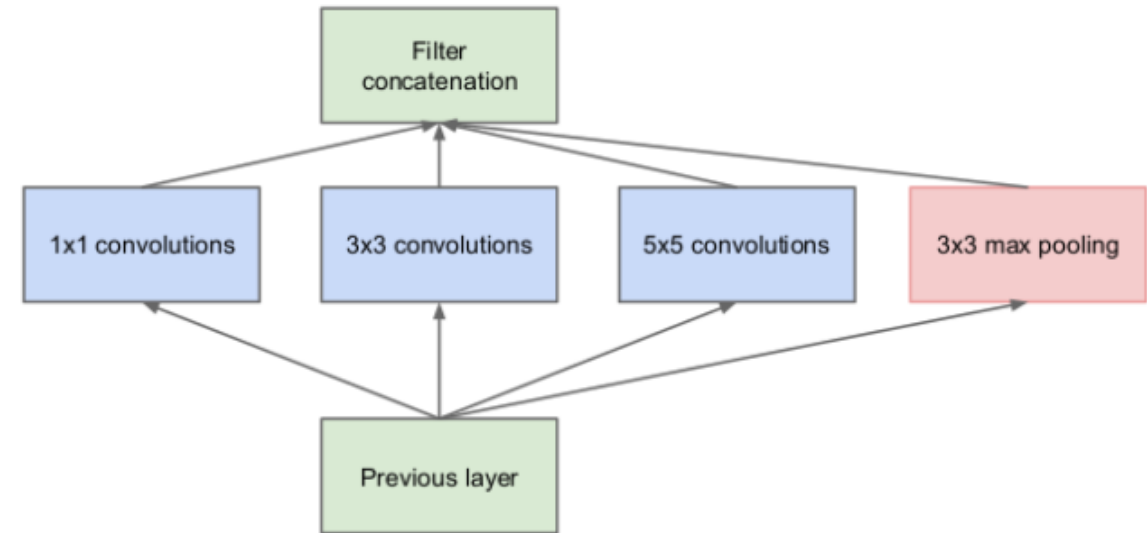 Filter
concatenation
1x1 convolutions
3x3 convolutions
5x5 convolutions
3x3 max pooling
Previous layer